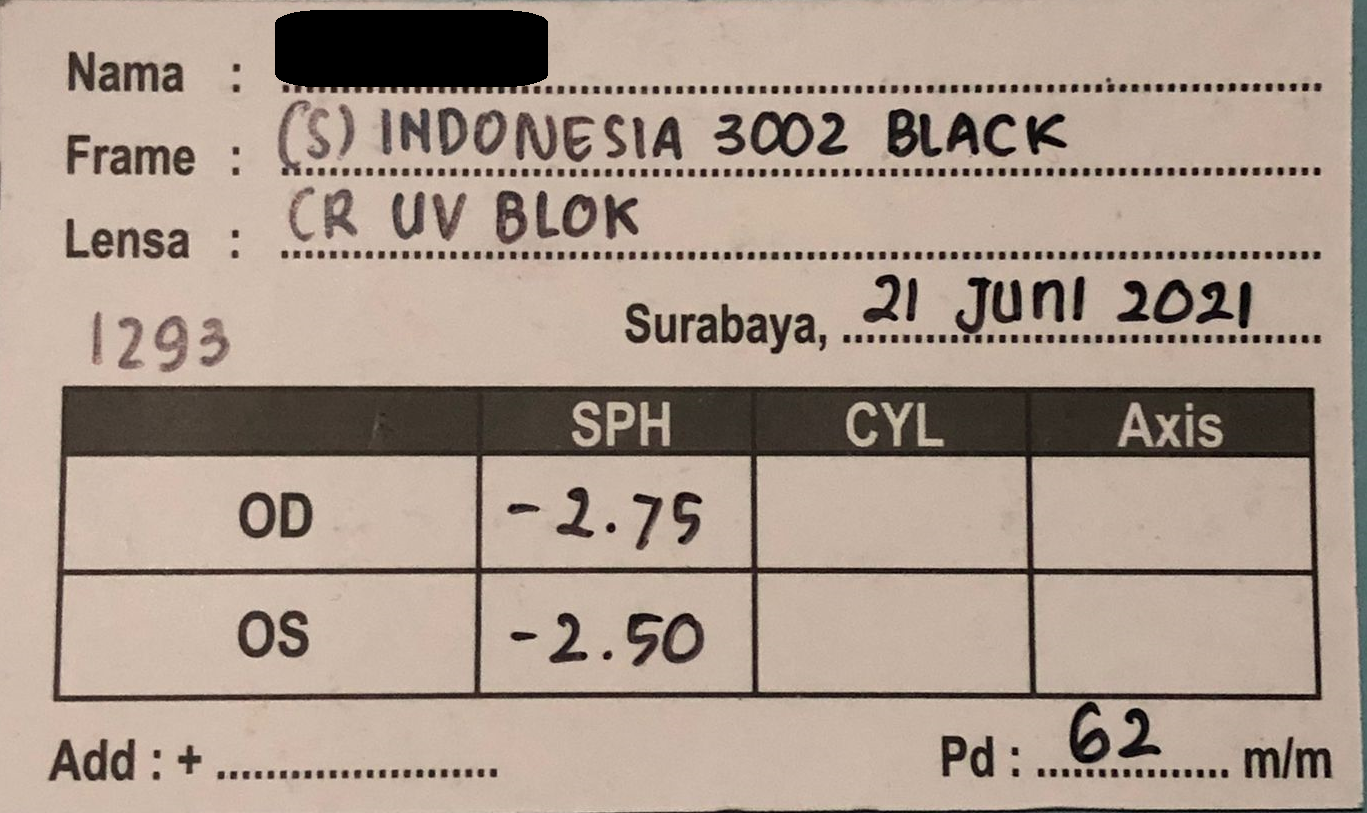 Nama :
Frame : (S) INDONESIA 3002 BLACK
Lensa : CR UV BLOK
1293
Surabaya, 21 JUNI 2021
SPH CYL Axis
OD -2.75
OS -2.50
Add : + ........................
Pd : 62 m/m